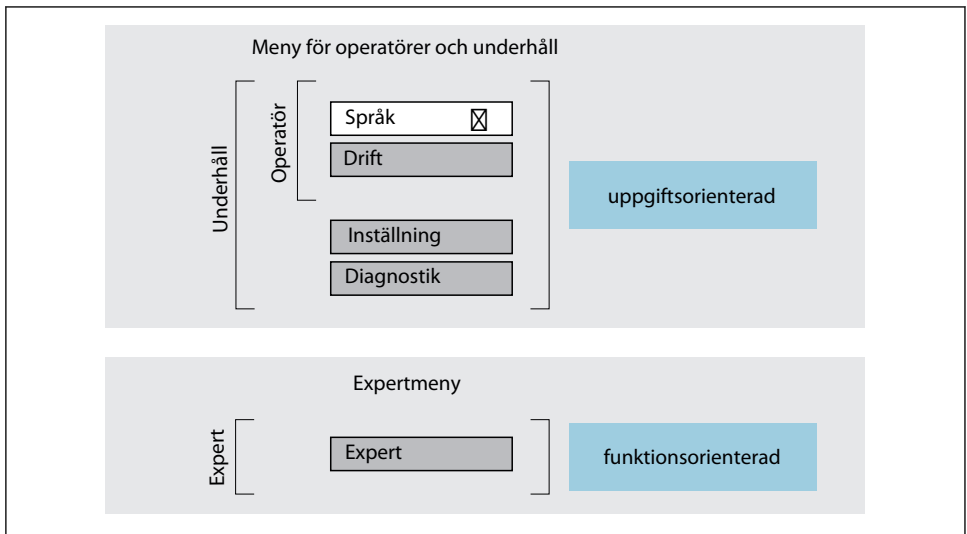 Meny för operatörer och underhåll
Underhåll
Operatör
Språk
Drift
Inställning
Diagnostik
uppgiftsorienterad
Expertmeny
Expert
Expert
funktionsorienterad